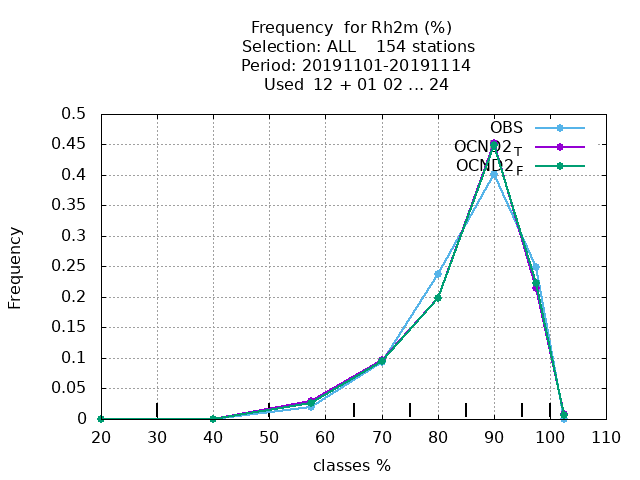 Frequency  for Rh2m (%)
Selection: ALL    154 stations
Period: 20191101-20191114
Used  12 + 01 02 ... 24
0.5
0.45
0.4
0.35
0.3
0.25
0.2
0.15
0.1
0.05
0
Frequency
OBS
OCND2T
OCND2F
20 30 40 50 60 70 80 90 100 110
classes %